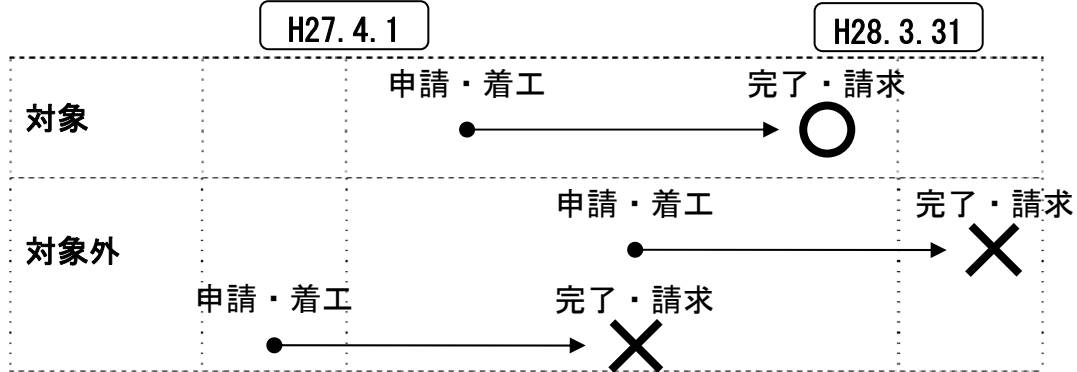 H27.4.1
H28.3.31
申請・着工
完了・請求
対象
申請・着工
完了・請求
対象外
申請・着工
完了・請求